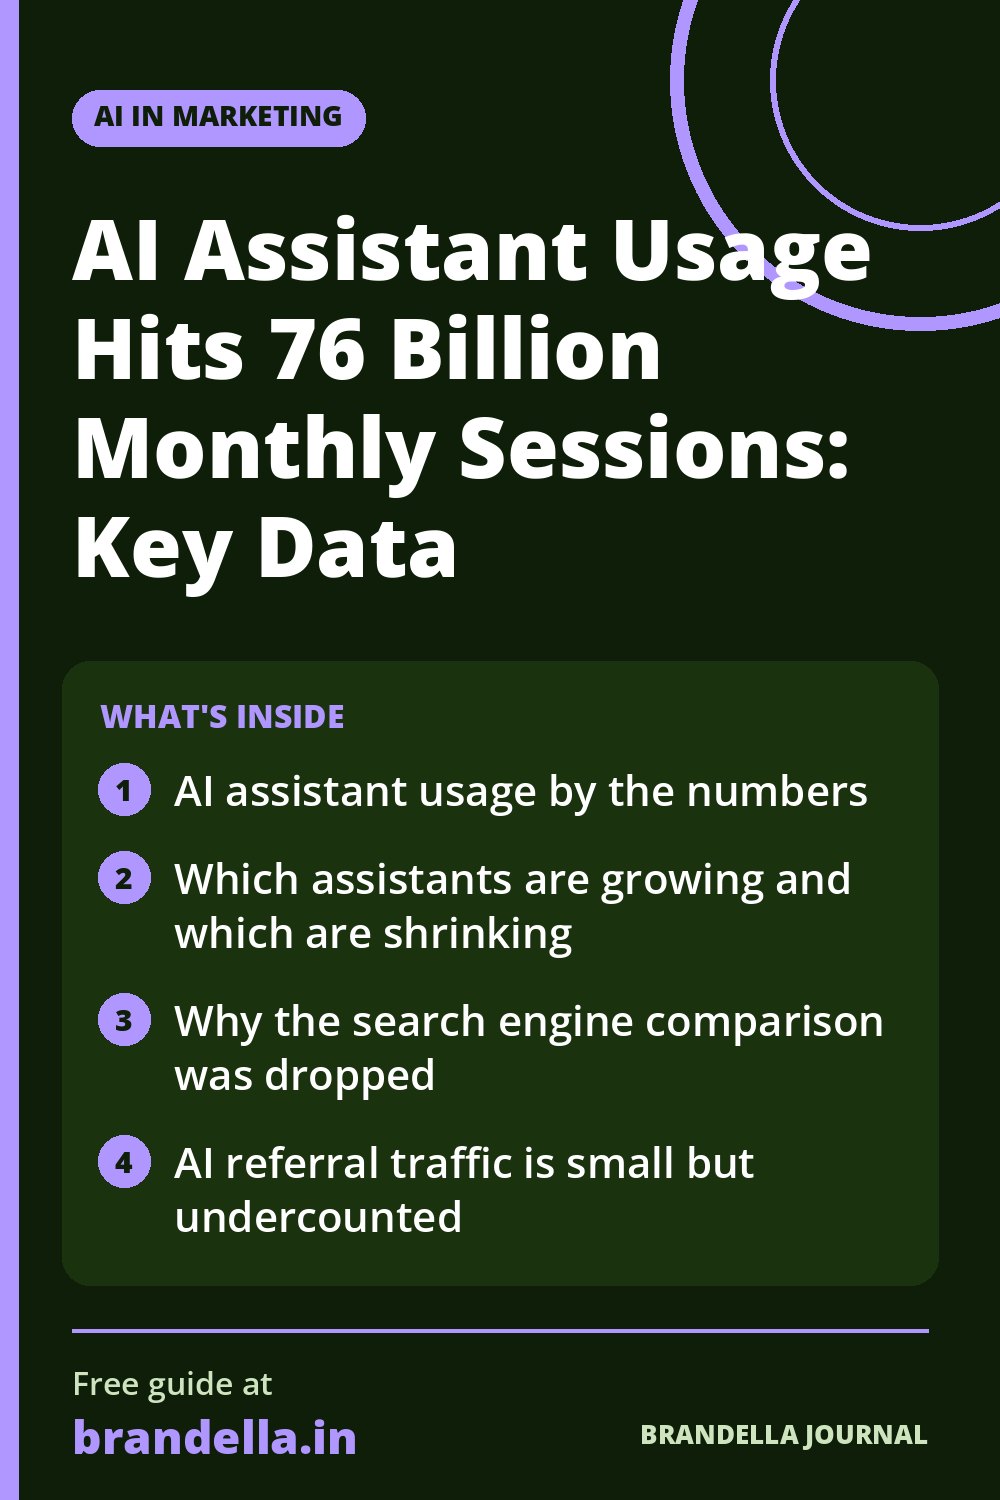 AI IN MARKETING
AI Assistant Usage
Hits 76 Billion
Monthly Sessions:
Key Data
WHAT'S INSIDE
1 AI assistant usage by the numbers
2 Which assistants are growing and
which are shrinking
3 Why the search engine comparison
was dropped
4 AI referral traffic is small but
undercounted
Free guide at
brandella.in
BRANDELLA JOURNAL